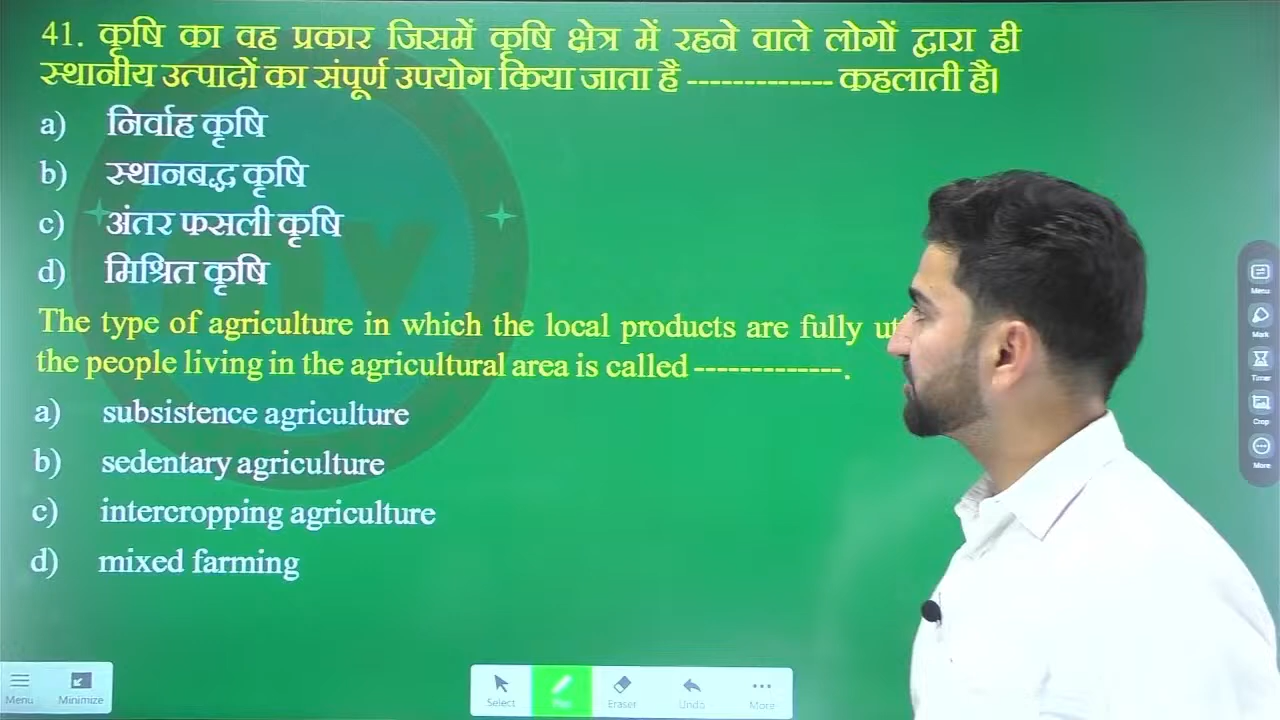 41. कृषि का वह प्रकार जिसमें कृषि क्षेत्र में रहने वाले लोगों द्वारा ही
स्थानीय उत्पादों का संपूर्ण उपयोग किया जाता है ------------- कहलाती है।
a) निर्वाह कृषि
b) स्थानबद्ध कृषि
c) अंतर फसली कृषि
d) मिश्रित कृषि
The type of agriculture in which the local products are fully
the people living in the agricultural area is called -------------.
a) subsistence agriculture
b) sedentary agriculture
c) intercropping agriculture
d) mixed farming
Menu
Mark
Timer
Crop
More
Menu Minimize Select Pen Eraser Undo More